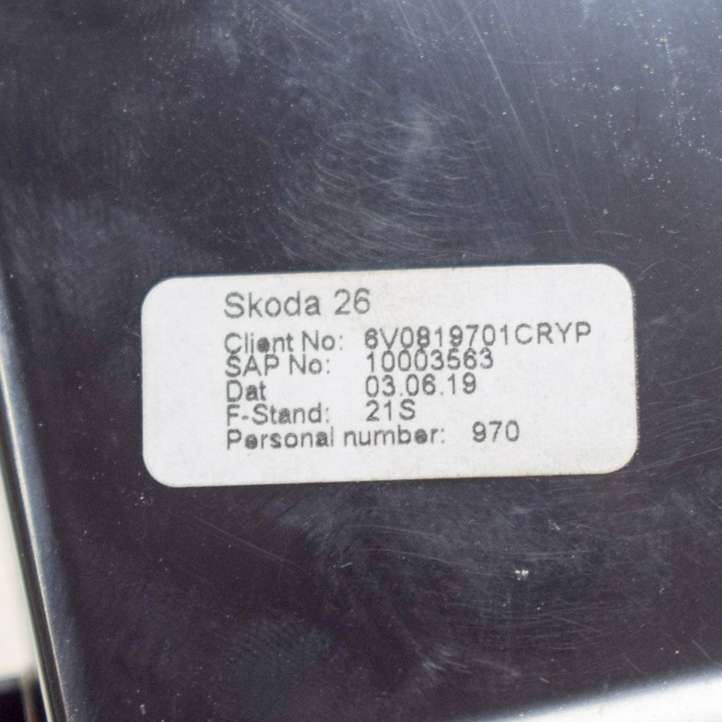 Skoda 26
Client No: 6V0819701CRYP
SAP No: 10003563
Dat 03.06.19
F-Stand: 21S
Personal number: 970